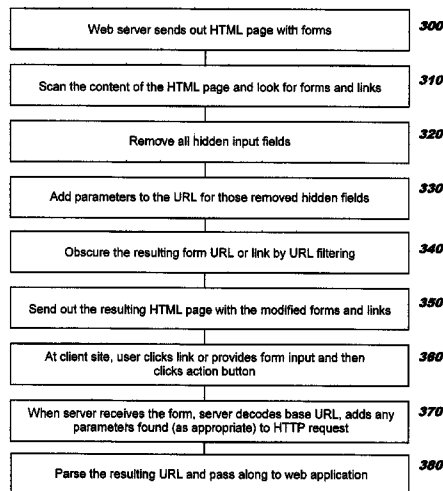 Web server sends out HTML page with forms
300
Scan the content of the HTML page and look for forms and links
310
Remove all hidden input fields
320
Add parameters to the URL for those removed hidden fields
330
Obscure the resulting form URL or link by URL filtering
340
Send out the resulting HTML page with the modified forms and links
350
At client site, user clicks link or provides form input and then
clicks action button
360
When server receives the form, server decodes base URL, adds any
parameters found (as appropriate) to HTTP request
370
Parse the resulting URL and pass along to web application
380